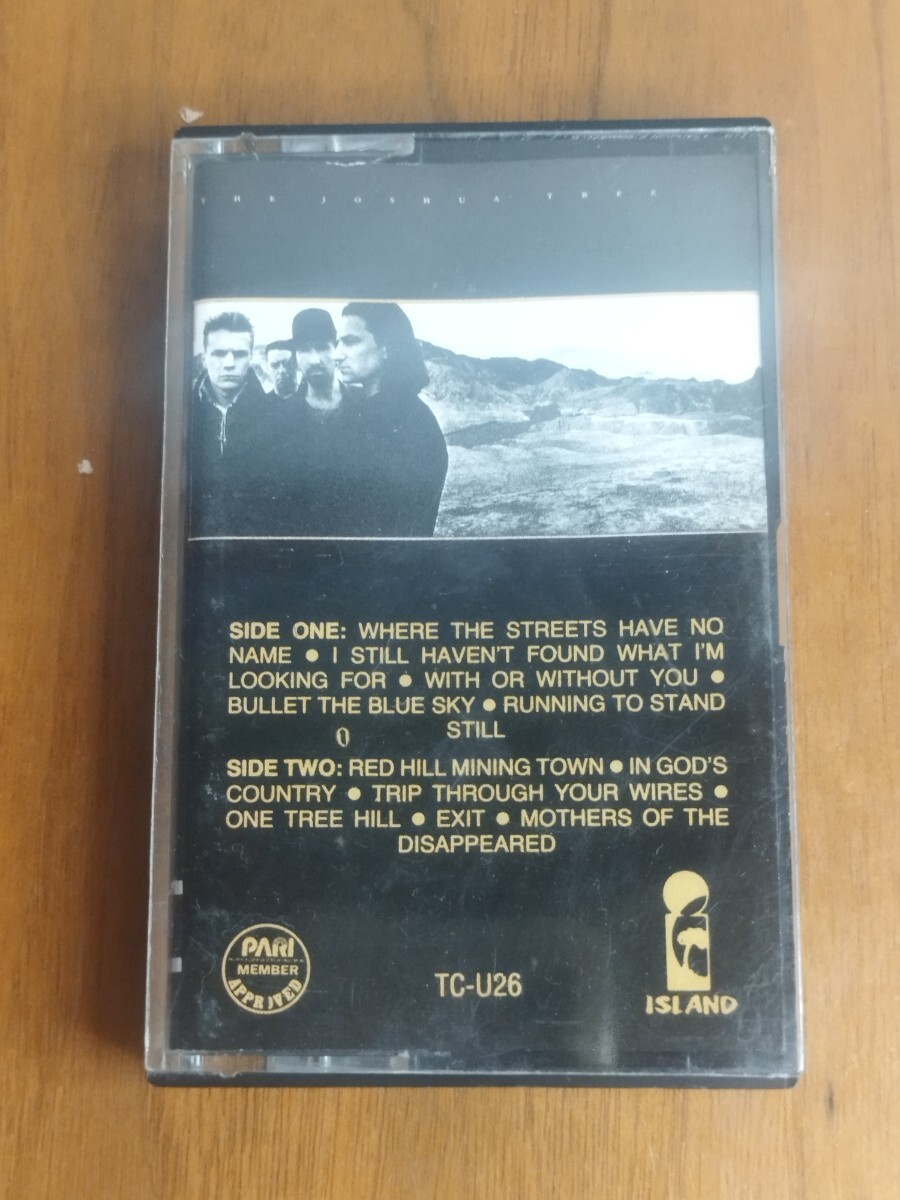 THE JOSHUA TREE
SIDE ONE: WHERE THE STREETS HAVE NO
NAME ● I STILL HAVEN'T FOUND WHAT I'M
LOOKING FOR ● WITH OR WITHOUT YOU ●
BULLET THE BLUE SKY ● RUNNING TO STAND
STILL
SIDE TWO: RED HILL MINING TOWN ● IN GOD'S
COUNTRY ● TRIP THROUGH YOUR WIRES ●
ONE TREE HILL ● EXIT ● MOTHERS OF THE
DISAPPEARED
PARI
MEMBER
APPROVED
TC-U26
ISLAND